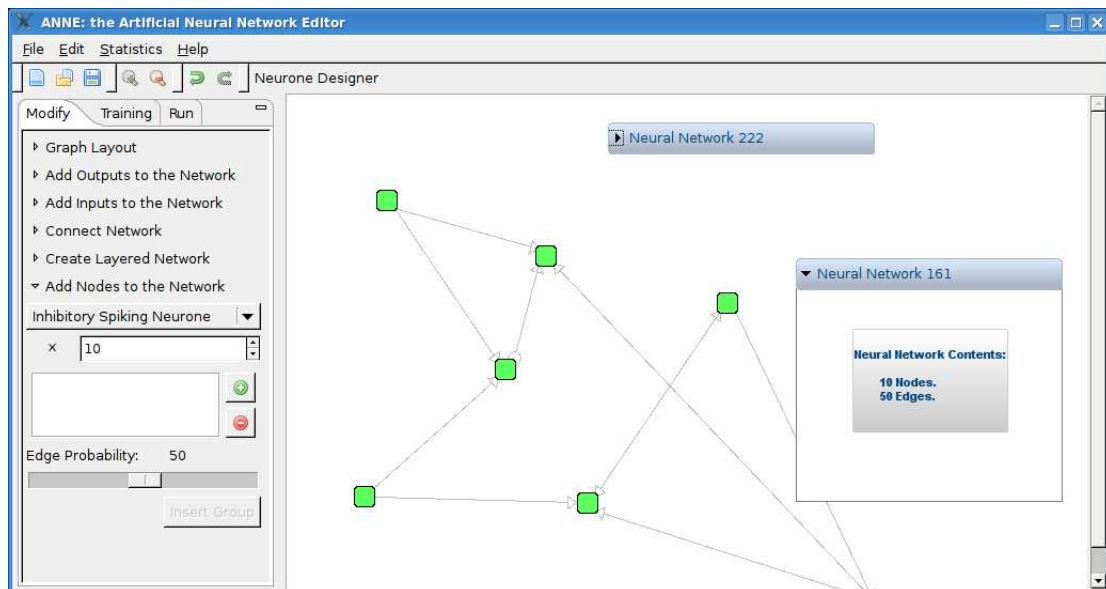 ANNE: the Artificial Neural Network Editor
File Edit Statistics Help
Neurone Designer
Modify Training Run
Graph Layout
Add Outputs to the Network
Add Inputs to the Network
Connect Network
Create Layered Network
Add Nodes to the Network
Inhibitory Spiking Neurone
× 10
Edge Probability: 50
Insert Group
Neural Network 222
Neural Network 161
Neural Network Contents:
10 Nodes.
50 Edges.